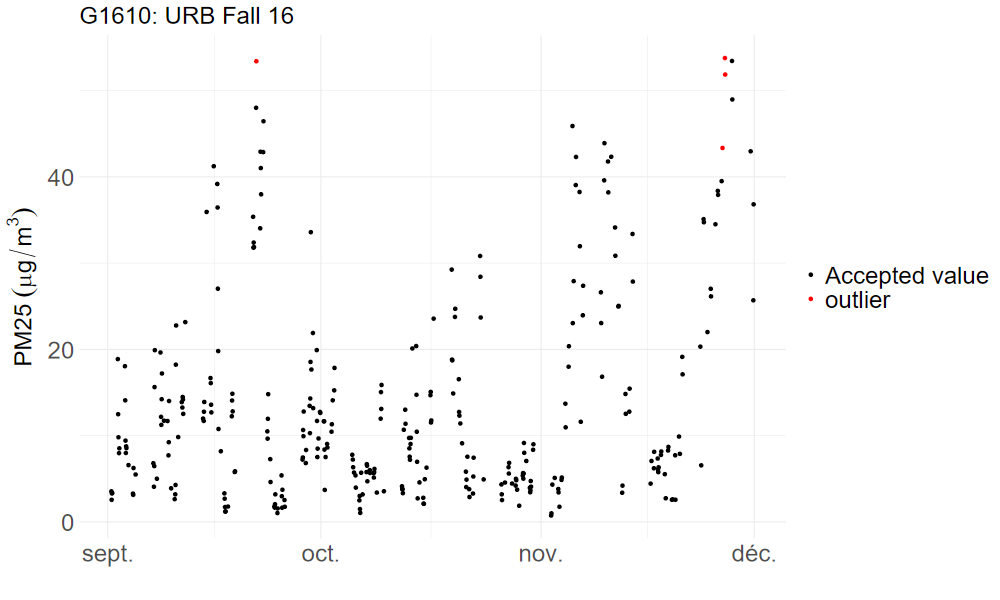 G1610: URB Fall 16
PM25 (μg/m³)
40
20
0
sept. oct. nov. déc.
Accepted value
outlier